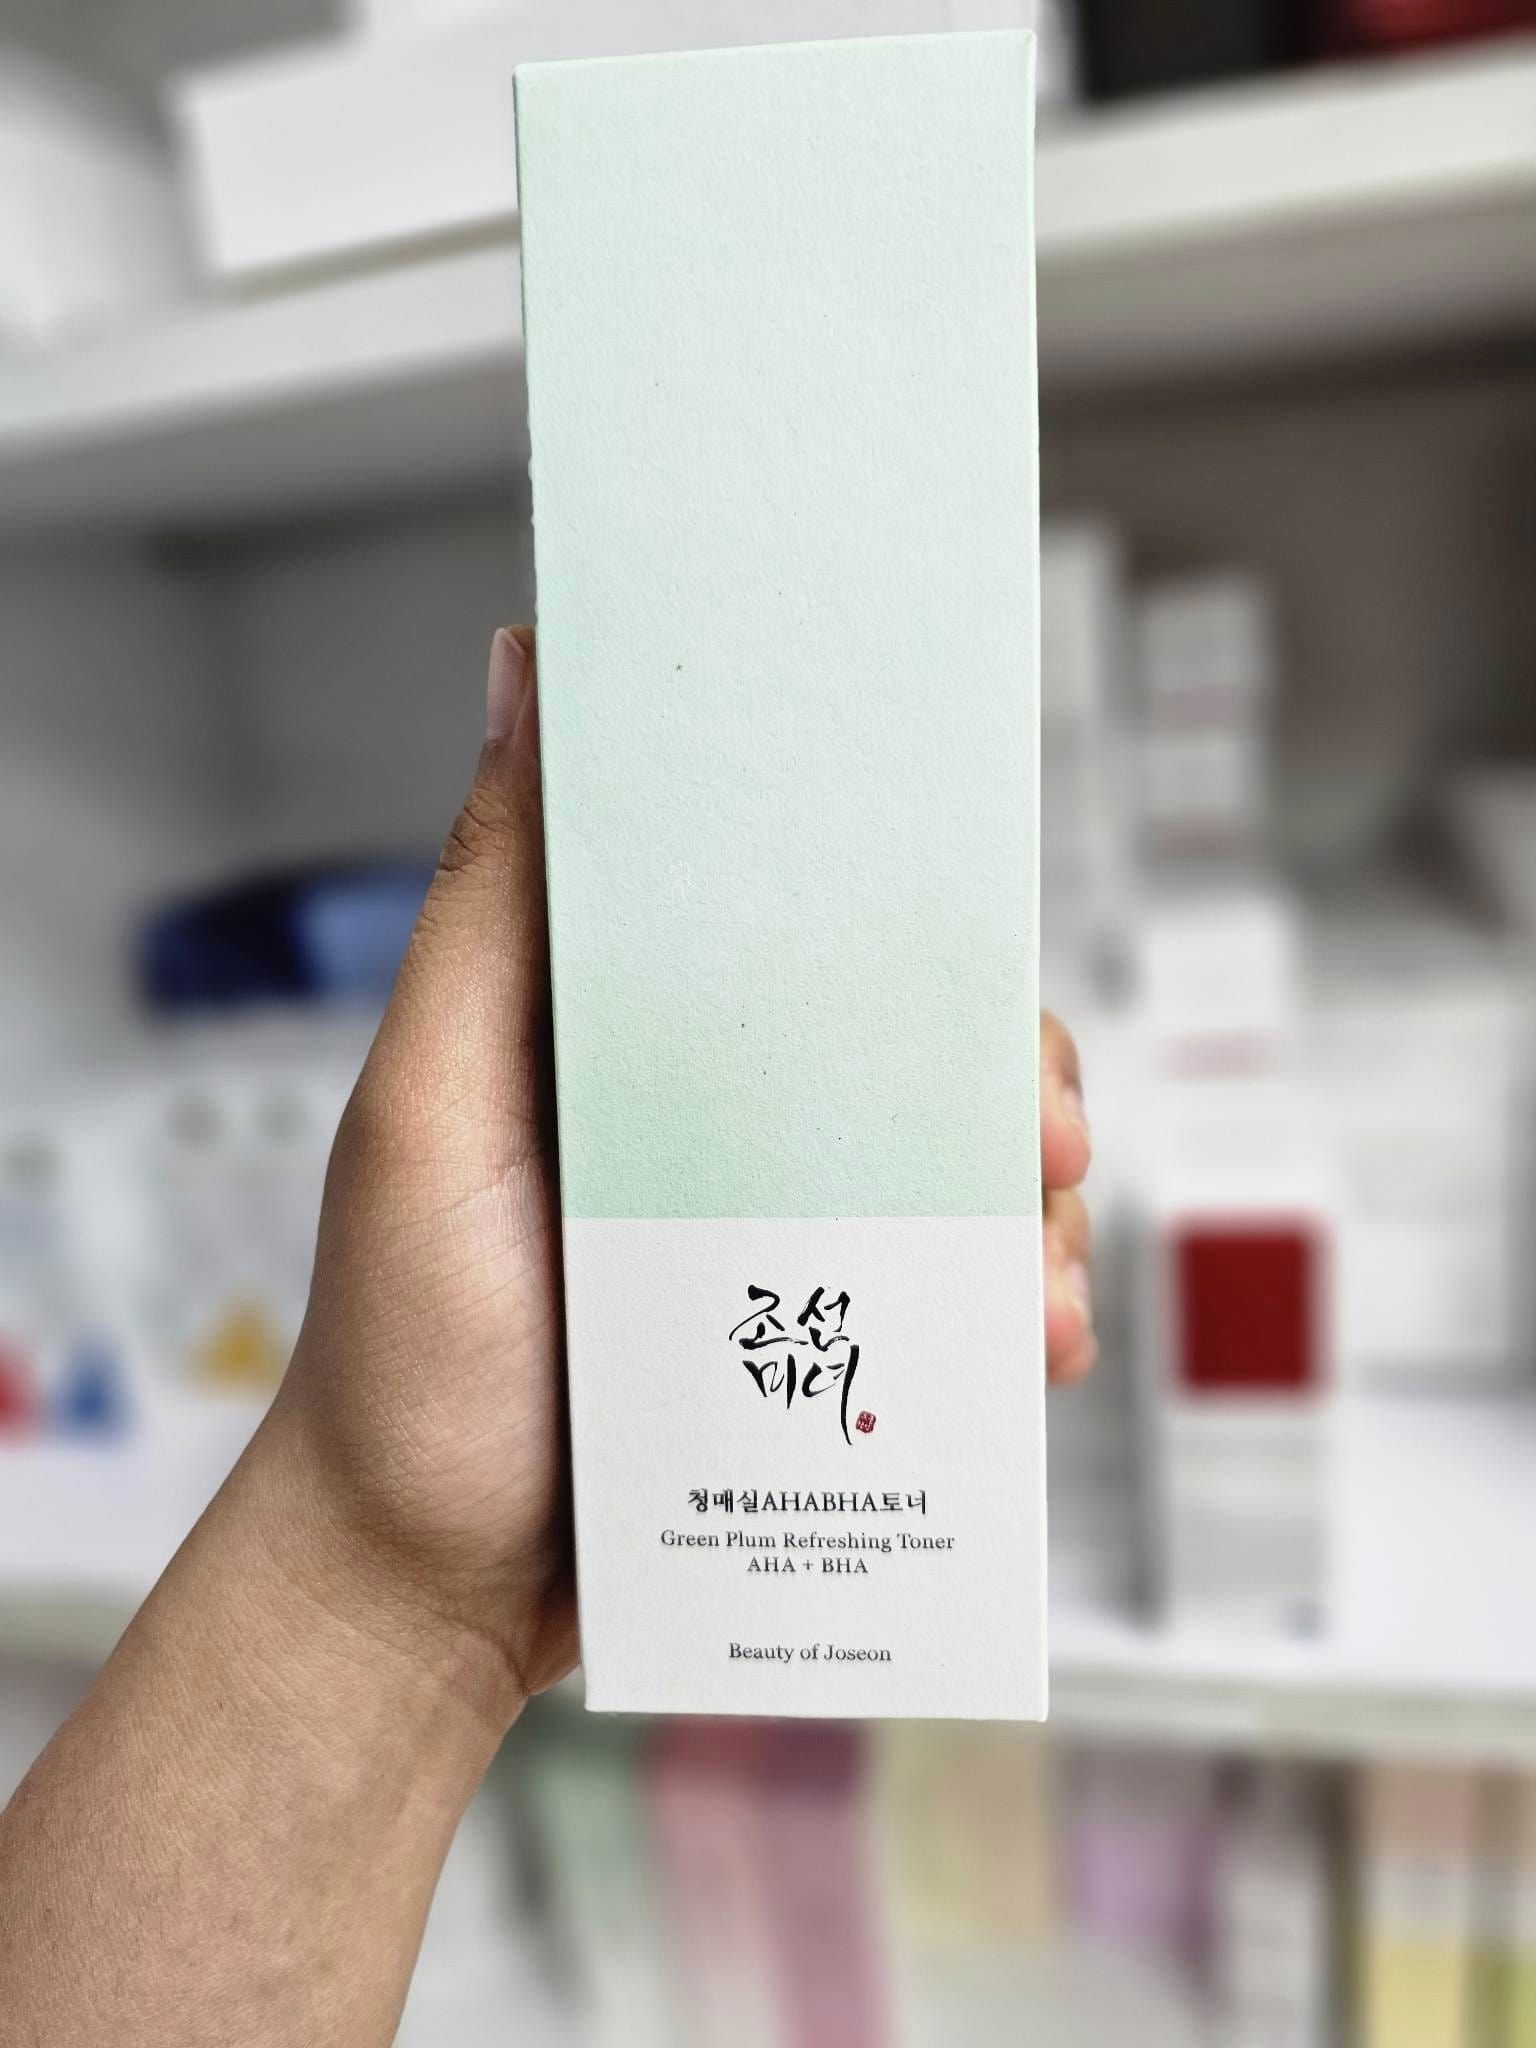 조선
미녀
청매실AHABHA토너
Green Plum Refreshing Toner
AHA + BHA
Beauty of Joseon